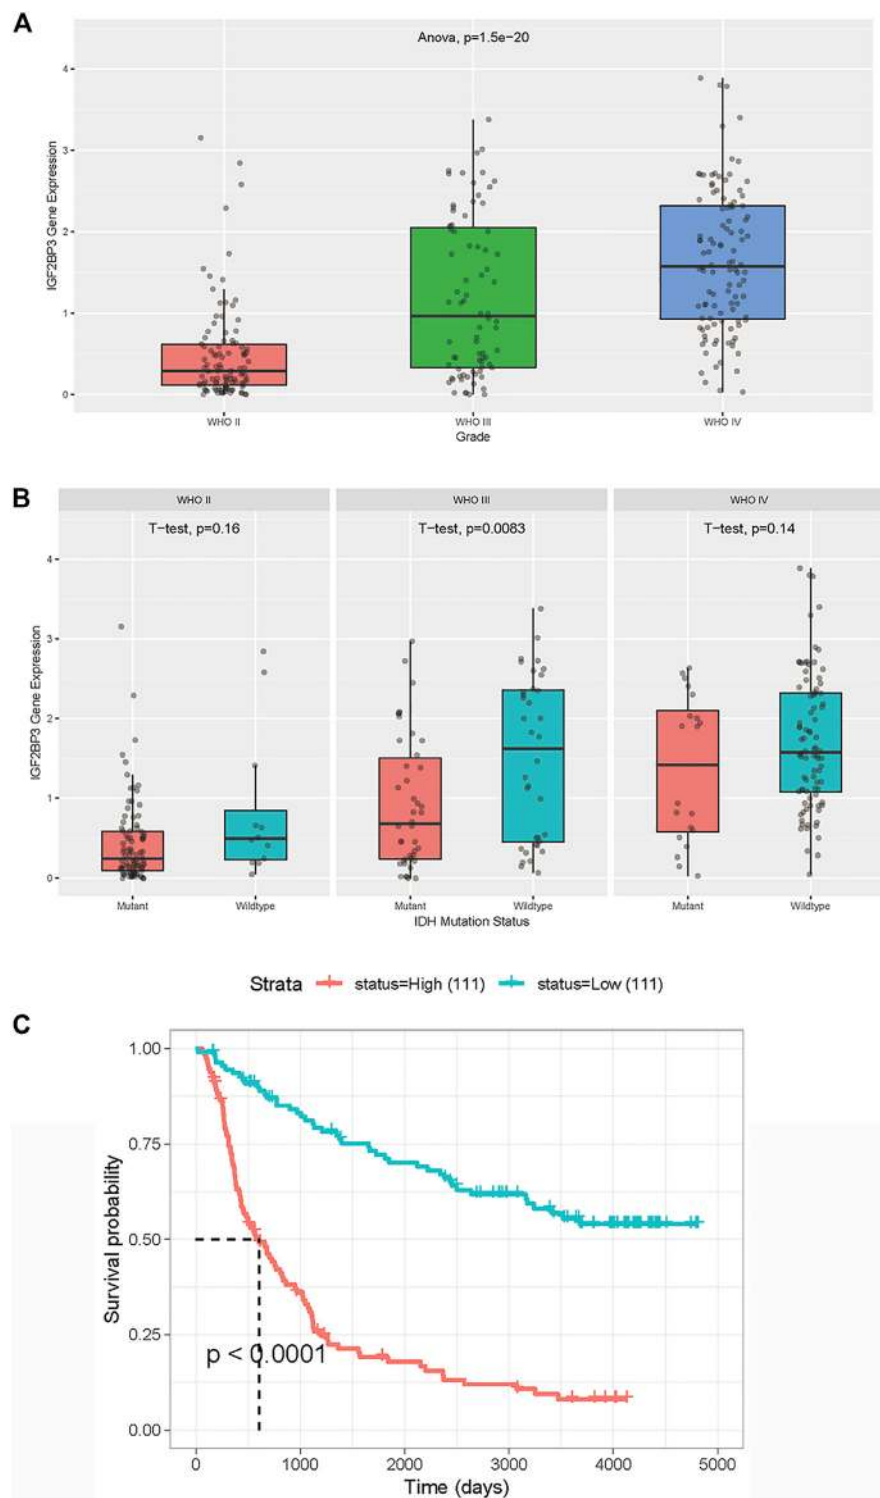 A
Anova, p=1.5e−20
IGF2BP3 Gene Expression
4
3
2
1
0
WHO II
WHO III
WHO IV
Grade
B
WHO II
WHO III
WHO IV
T−test, p=0.16
T−test, p=0.0083
T−test, p=0.14
IGF2BP3 Gene Expression
4
3
2
1
0
Mutant
Wildtype
Mutant
Wildtype
Mutant
Wildtype
IDH Mutation Status
Strata status=High (111) status=Low (111)
C
Survival probability
1.00
0.75
0.50
0.25
0.00
p < 0.0001
0 1000 2000 3000 4000 5000
Time (days)